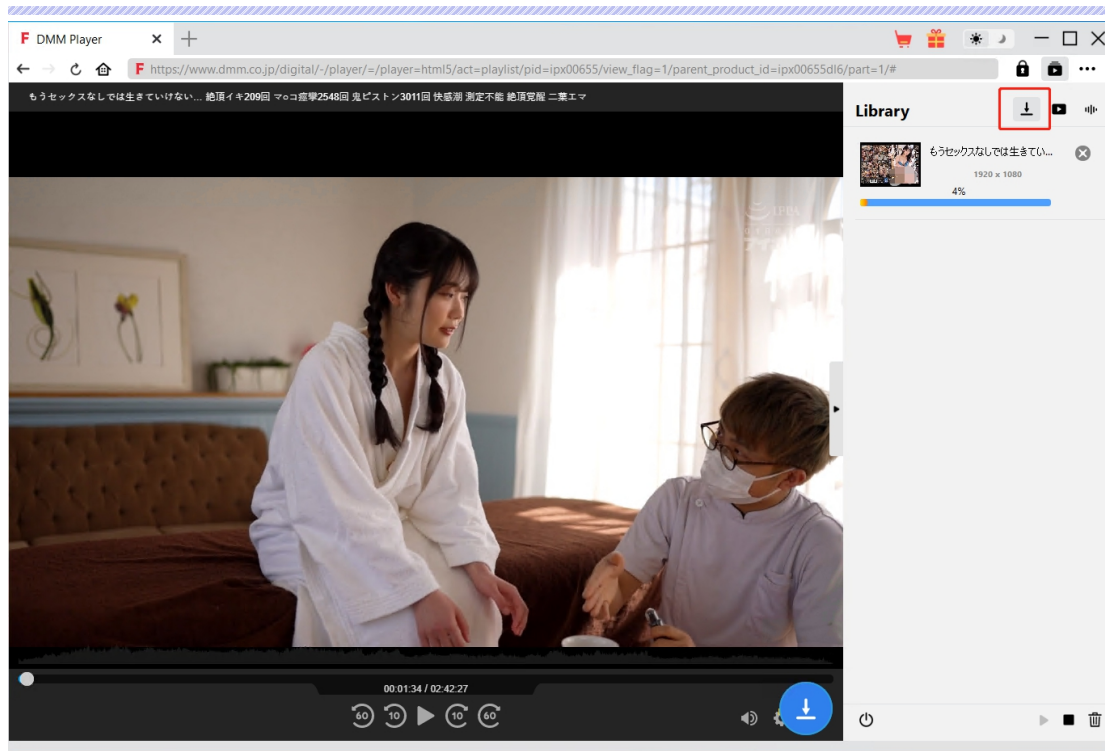 DMM Player
https://www.dmm.co.jp/digital/-/player/=/player=html5/act=playlist/pid=ipx00655/view_flag=1/parent_product_id=ipx00655dl6/part=1/#
もうセックスなしでは生きていけない... 絶頂イキ209回 マ○コ痙攣2548回 鬼ピストン3011回 快感潮 測定不能 絶頂覚醒 二葉エマ
Library
もうセックスなしでは生きてい...
1920 x 1080
4%
00:01:34 / 02:42:27
60 10 10 60